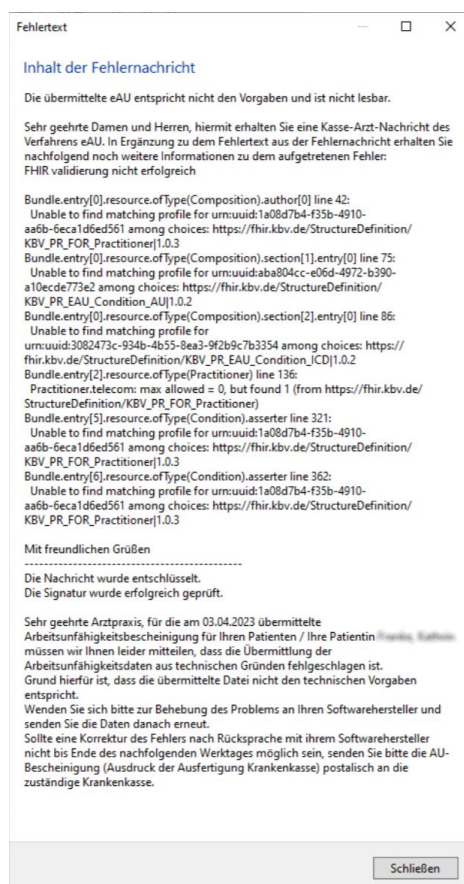 Fehlertext
Inhalt der Fehlernachricht
Die übermittelte eAU entspricht nicht den Vorgaben und ist nicht lesbar.
Sehr geehrte Damen und Herren, hiermit erhalten Sie eine Kasse-Arzt-Nachricht des
Verfahrens eAU. In Ergänzung zu dem Fehlertext aus der Fehlernachricht erhalten Sie
nachfolgend noch weitere Informationen zu dem aufgetretenen Fehler:
FHIR validierung nicht erfolgreich
Bundle.entry[0].resource.ofType(Composition).author[0] line 42:
Unable to find matching profile for urn:uuid:1a08d7b4-f35b-4910-
aa6b-6eca1d6ed561 among choices: https://fhir.kbv.de/StructureDefinition/
KBV_PR_FOR_Practitioner|1.0.3
Bundle.entry[0].resource.ofType(Composition).section[1].entry[0] line 75:
Unable to find matching profile for urn:uuid:aba804cc-e06d-4972-b390-
a10ecde773e2 among choices: https://fhir.kbv.de/StructureDefinition/
KBV_PR_EAU_Condition_AU|1.0.2
Bundle.entry[0].resource.ofType(Composition).section[2].entry[0] line 86:
Unable to find matching profile for
urn:uuid:3082473c-934b-4b55-8ea3-9f2b9c7b3354 among choices: https://
fhir.kbv.de/StructureDefinition/KBV_PR_EAU_Condition_ICD|1.0.2
Bundle.entry[2].resource.ofType(Practitioner) line 136:
Practitioner.telecom: max allowed = 0, but found 1 (from https://fhir.kbv.de/
StructureDefinition/KBV_PR_FOR_Practitioner)
Bundle.entry[5].resource.ofType(Condition).asserter line 321:
Unable to find matching profile for urn:uuid:1a08d7b4-f35b-4910-
aa6b-6eca1d6ed561 among choices: https://fhir.kbv.de/StructureDefinition/
KBV_PR_FOR_Practitioner|1.0.3
Bundle.entry[6].resource.ofType(Condition).asserter line 362:
Unable to find matching profile for urn:uuid:1a08d7b4-f35b-4910-
aa6b-6eca1d6ed561 among choices: https://fhir.kbv.de/StructureDefinition/
KBV_PR_FOR_Practitioner|1.0.3
Mit freundlichen Grüßen
---------------------------------------------
Die Nachricht wurde entschlüsselt.
Die Signatur wurde erfolgreich geprüft.
Sehr geehrte Arztpraxis, für die am 03.04.2023 übermittelte
Arbeitsunfähigkeitsbescheinigung für Ihren Patienten / Ihre Patientin
müssen wir Ihnen leider mitteilen, dass die Übermittlung der
Arbeitsunfähigkeitsdaten aus technischen Gründen fehlgeschlagen ist.
Grund hierfür ist, dass die übermittelte Datei nicht den technischen Vorgaben
entspricht.
Wenden Sie sich bitte zur Behebung des Problems an Ihren Softwarehersteller und
senden Sie die Daten danach erneut.
Sollte eine Korrektur des Fehlers nach Rücksprache mit ihrem Softwarehersteller
nicht bis Ende des nachfolgenden Werktages möglich sein, senden Sie bitte die AU-
Bescheinigung (Ausdruck der Ausfertigung Krankenkasse) postalisch an die
zuständige Krankenkasse.
Schließen